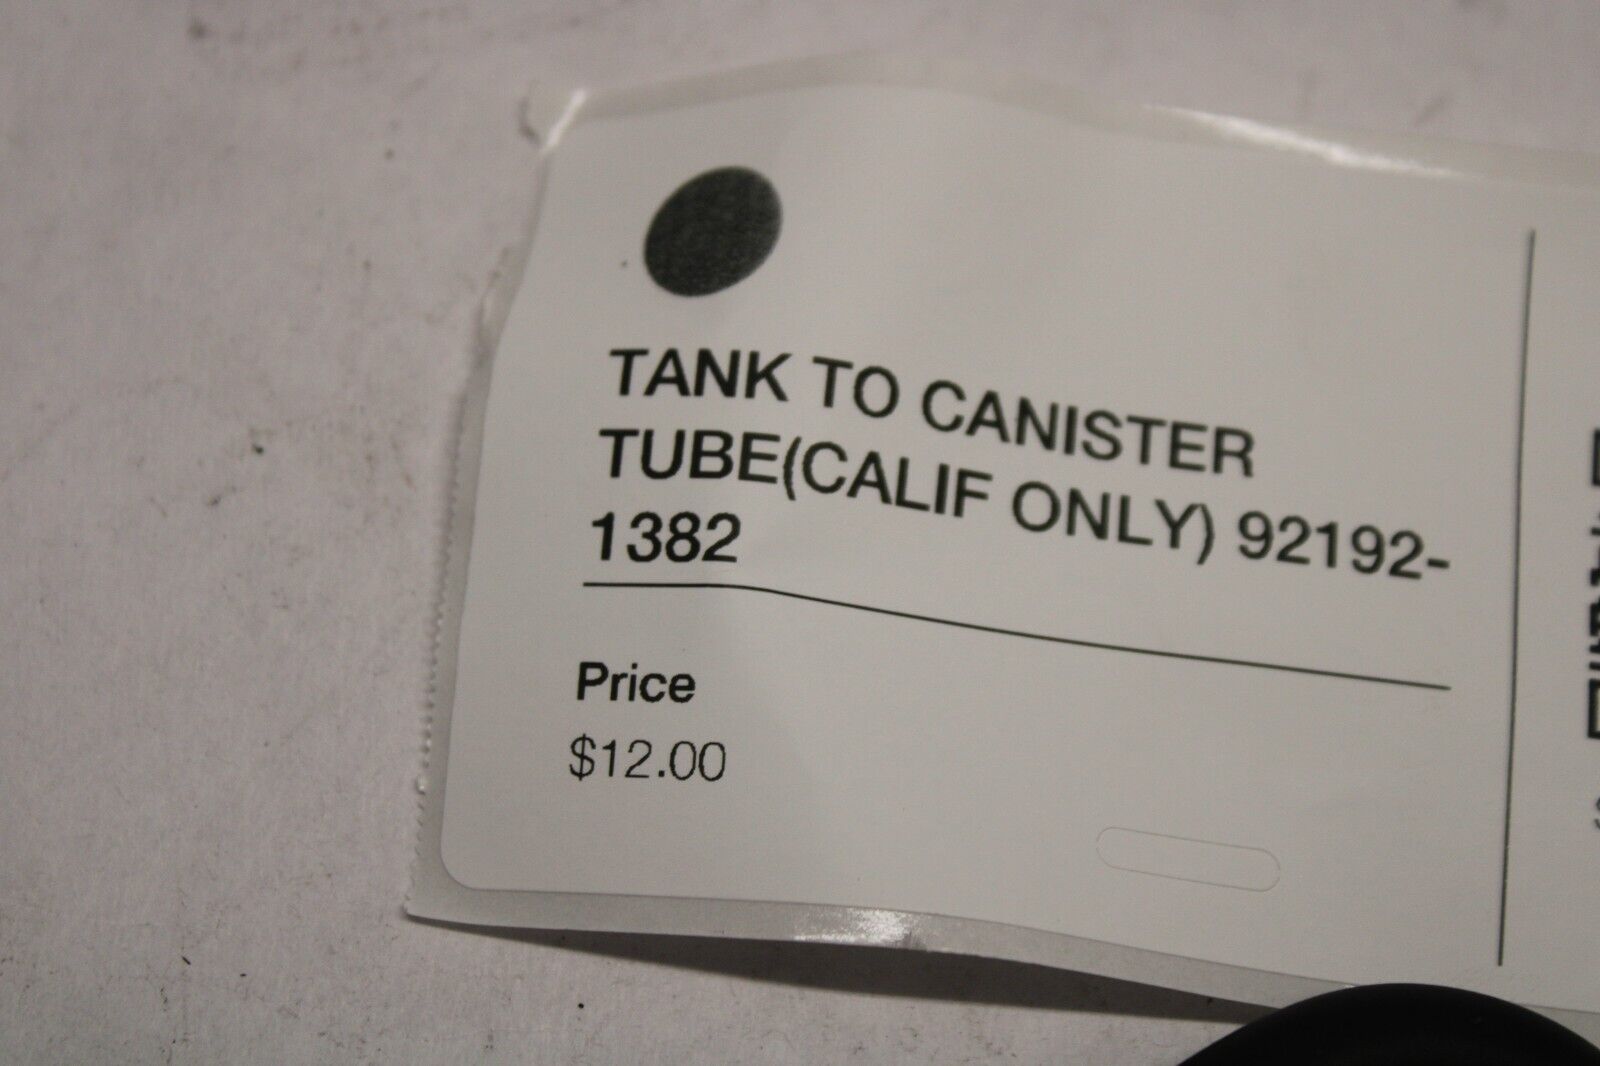 TANK TO CANISTER
TUBE(CALIF ONLY) 92192-
1382
Price
$12.00